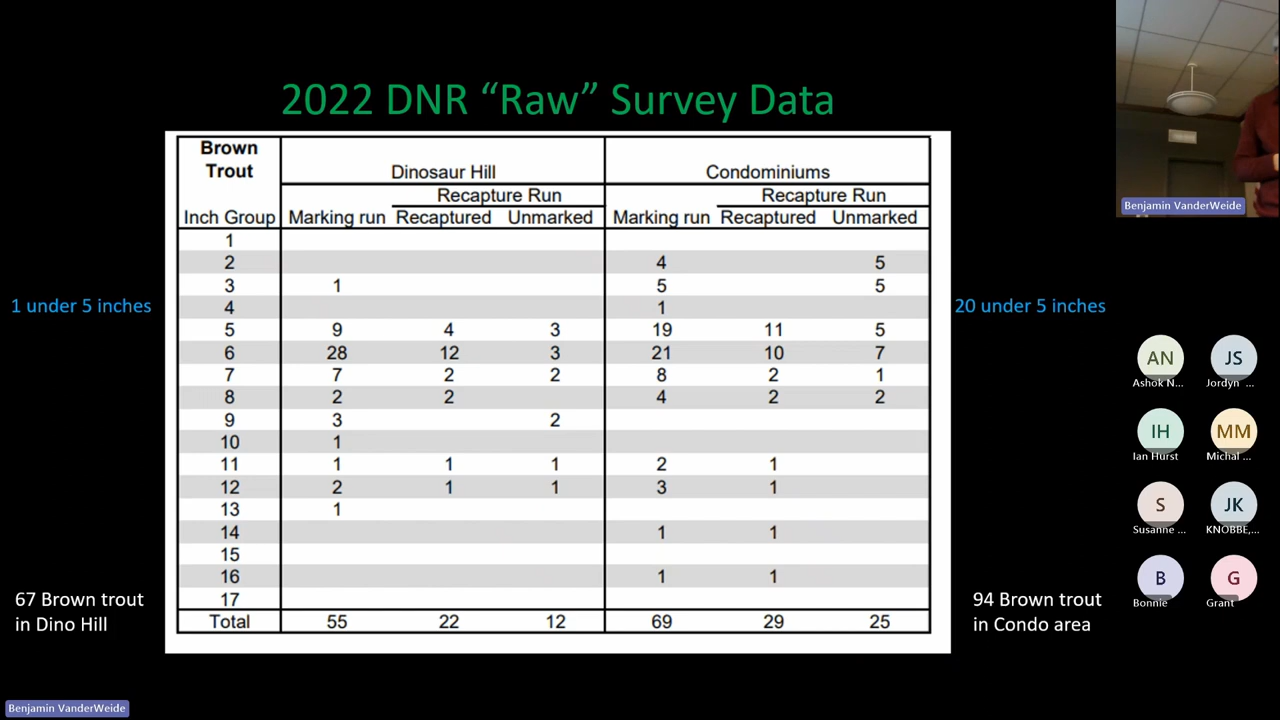 2022 DNR “Raw” Survey Data
Brown
Trout
Dinosaur Hill Condominiums
Recapture Run Recapture Run
Inch Group Marking run Recaptured Unmarked Marking run Recaptured Unmarked
1
2 4 5
3 1 5 5
4 1
5 9 4 3 19 11 5
6 28 12 3 21 10 7
7 7 2 2 8 2 1
8 2 2 4 2 2
9 3 2
10 1
11 1 1 1 2 1
12 2 1 1 3 1
13 1
14 1 1
15
16 1 1
17
Total 55 22 12 69 29 25
1 under 5 inches
20 under 5 inches
67 Brown trout
in Dino Hill
94 Brown trout
in Condo area
Benjamin VanderWeide
AN JS
Ashok N... Jordyn ...
IH MM
Ian Hurst Michal ...
S JK
Susanne ... KNOBBE,...
B G
Bonnie Grant
Benjamin VanderWeide